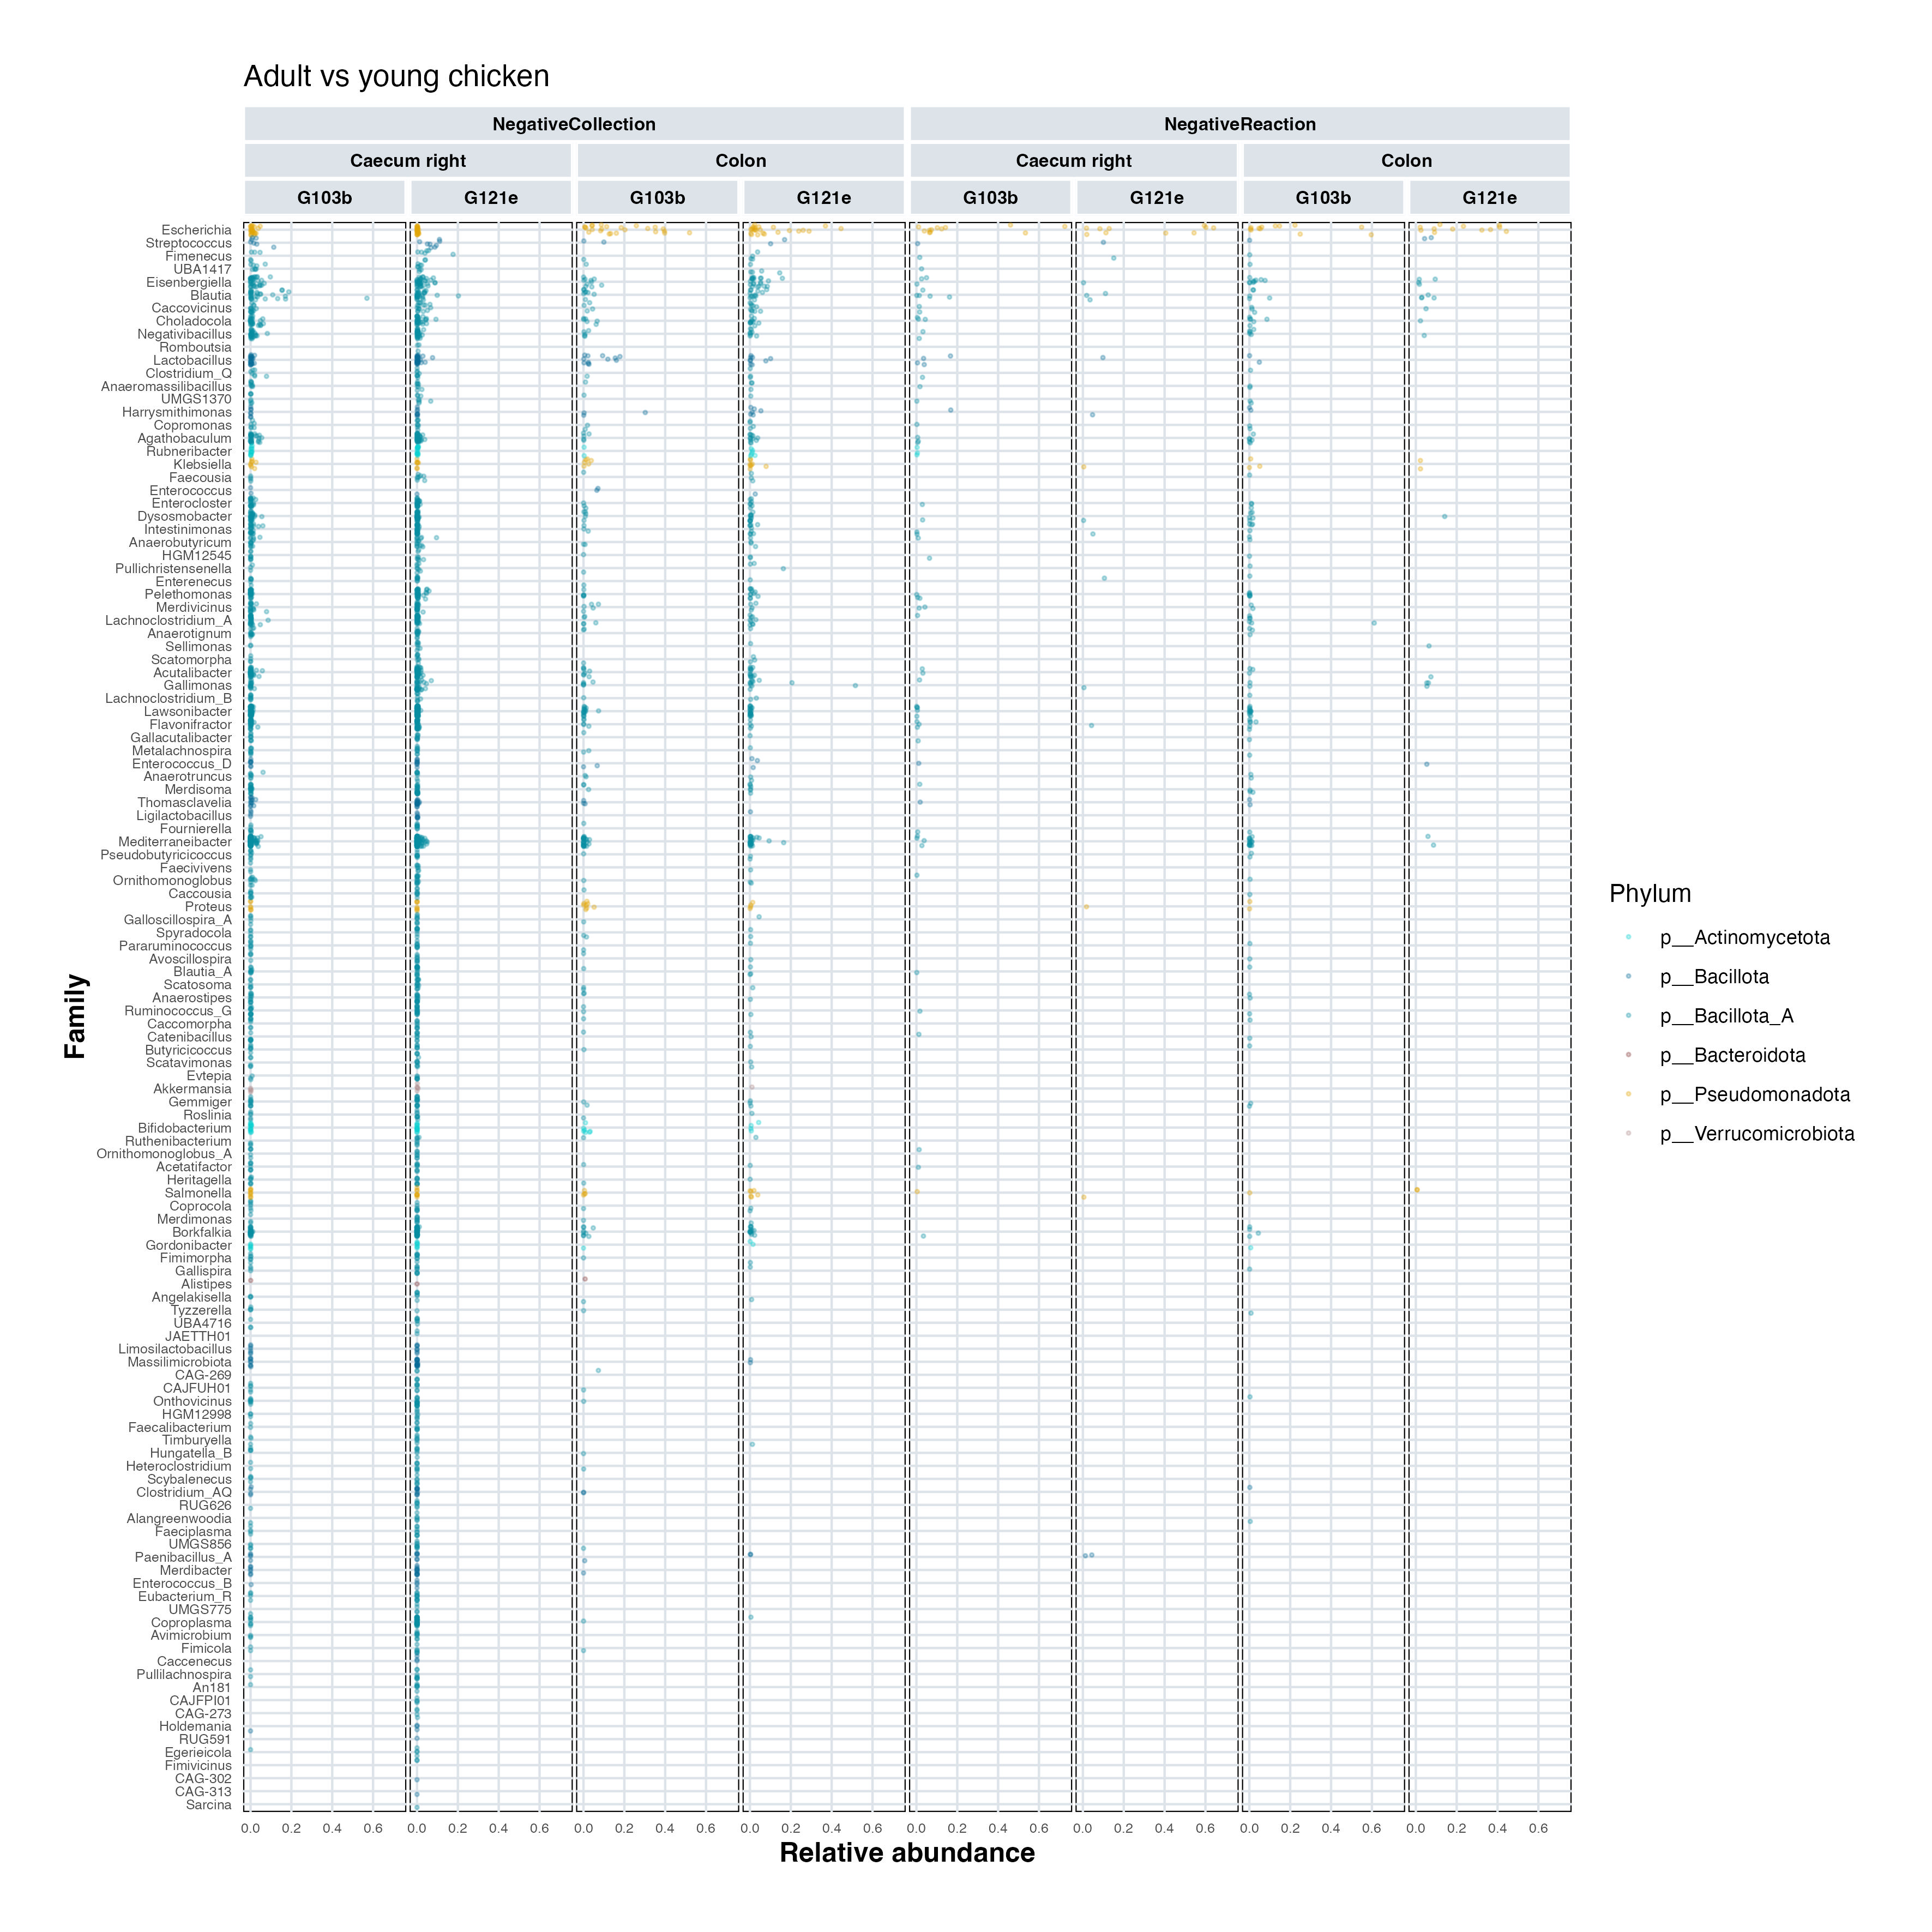 Adult vs young chicken
NegativeCollection NegativeReaction
Caecum right Colon Caecum right Colon
G103b G121e G103b G121e G103b G121e G103b G121e
Escherichia
Streptococcus
Fimenecus
UBA1417
Eisenbergiella
Blautia
Caccovicinus
Choladocola
Negativibacillus
Romboutsia
Lactobacillus
Clostridium_Q
Anaeromassilibacillus
UMGS1370
Harrysmithimonas
Copromonas
Agathobaculum
Rubneribacter
Klebsiella
Faecousia
Enterococcus
Enterocloster
Dysosmobacter
Intestinimonas
Anaerobutyricum
HGM12545
Pullichristensenella
Enterenecus
Pelethomonas
Merdivicinus
Lachnoclostridium_A
Anaerotignum
Sellimonas
Scatomorpha
Acutalibacter
Gallimonas
Lachnoclostridium_B
Lawsonibacter
Flavonifractor
Gallacutalibacter
Metalachnospira
Enterococcus_D
Anaerotruncus
Merdisoma
Thomasclavelia
Ligilactobacillus
Fournierella
Mediterraneibacter
Pseudobutyricicoccus
Faecivivens
Ornithomonoglobus
Caccousia
Proteus
Galloscillospira_A
Spyradocola
Pararuminococcus
Avoscillospira
Blautia_A
Scatosoma
Anaerostipes
Ruminococcus_G
Caccomorpha
Catenibacillus
Butyricicoccus
Scatavimonas
Evtepia
Akkermansia
Gemmiger
Roslinia
Bifidobacterium
Ruthenibacterium
Ornithomonoglobus_A
Acetatifactor
Heritagella
Salmonella
Coprocola
Merdimonas
Borkfalkia
Gordonibacter
Fimimorpha
Gallispira
Alistipes
Angelakisella
Tyzzerella
UBA4716
JAETTH01
Limosilactobacillus
Massilimicrobiota
CAG-269
CAJFUH01
Onthovicinus
HGM12998
Faecalibacterium
Timburyella
Hungatella_B
Heteroclostridium
Scybalenecus
Clostridium_AQ
RUG626
Alangreenwoodia
Faeciplasma
UMGS856
Paenibacillus_A
Merdibacter
Enterococcus_B
Eubacterium_R
UMGS775
Coproplasma
Avimicrobium
Fimicola
Caccenecus
Pullilachnospira
An181
CAJFPI01
CAG-273
Holdemania
RUG591
Egerieicola
Fimivicinus
CAG-302
CAG-313
Sarcina
0.0 0.2 0.4 0.6 0.0 0.2 0.4 0.6 0.0 0.2 0.4 0.6 0.0 0.2 0.4 0.6 0.0 0.2 0.4 0.6 0.0 0.2 0.4 0.6 0.0 0.2 0.4 0.6 0.0 0.2 0.4 0.6
Relative abundance
Family
Phylum
p__Actinomycetota
p__Bacillota
p__Bacillota_A
p__Bacteroidota
p__Pseudomonadota
p__Verrucomicrobiota